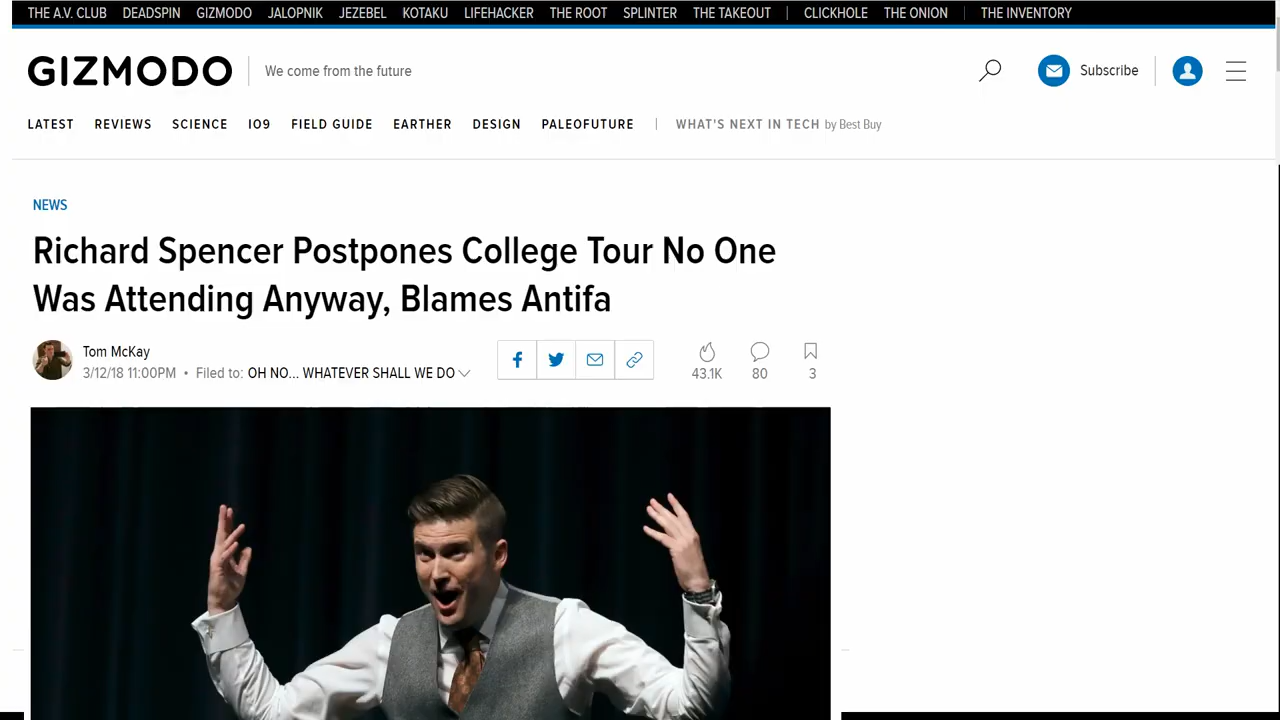 THE A.V. CLUB DEADSPIN GIZMODO JALOPNIK JEZEBEL KOTAKU LIFEHACKER THE ROOT SPLINTER THE TAKEOUT CLICKHOLE THE ONION THE INVENTORY
GIZMODO We come from the future Subscribe
LATEST REVIEWS SCIENCE IO9 FIELD GUIDE EARTHER DESIGN PALEOFUTURE WHAT'S NEXT IN TECH by Best Buy
NEWS
Richard Spencer Postpones College Tour No One
Was Attending Anyway, Blames Antifa
Tom McKay
3/12/18 11:00PM • Filed to: OH NO... WHATEVER SHALL WE DO
43.1K 80 3